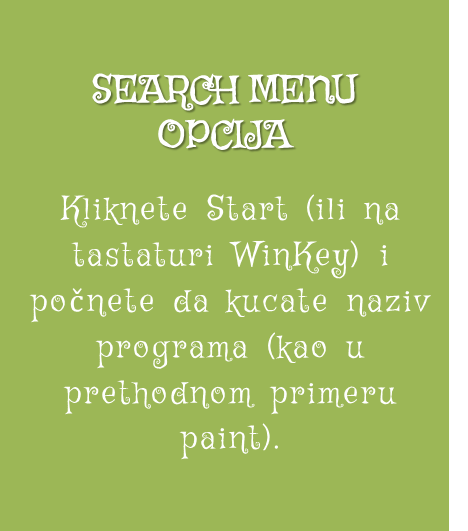 SEARCH MENU
OPCIJA
Kliknete Start (ili na
tastaturi WinKey) i
počnete da kucate naziv
programa (kao u
prethodnom primeru
paint).